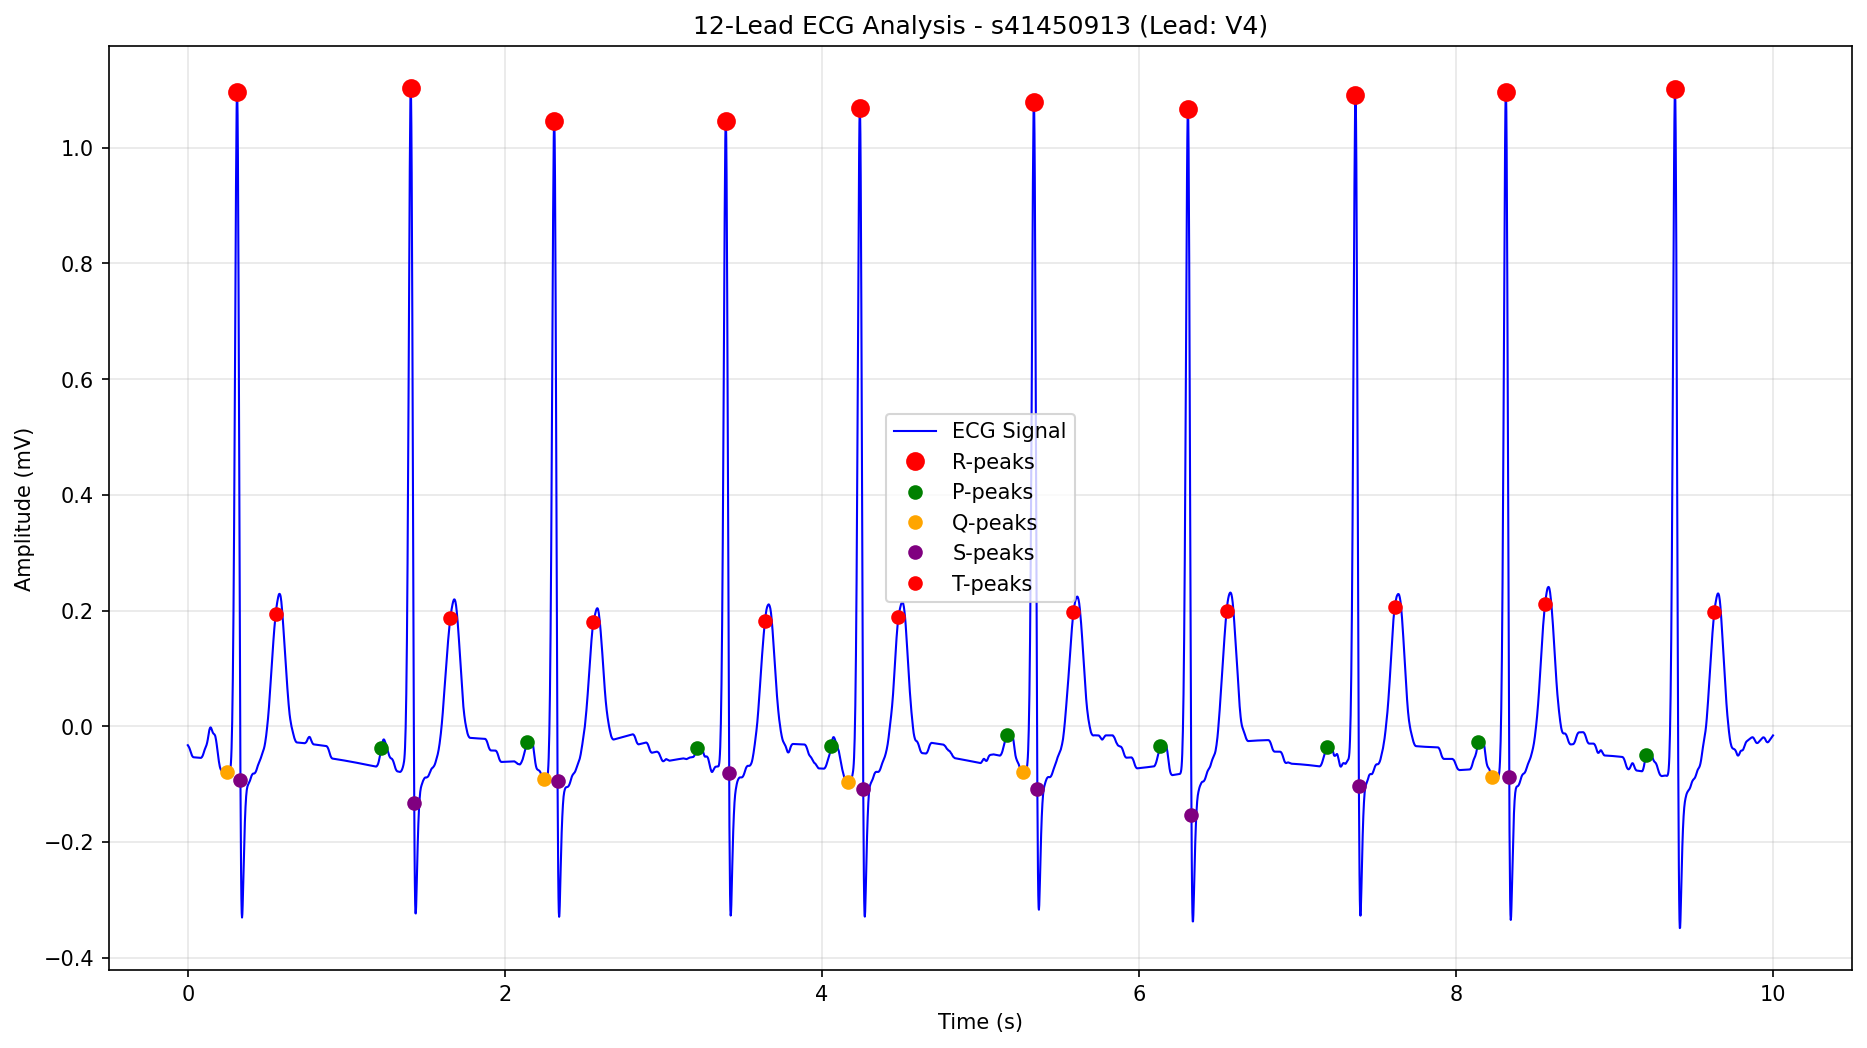 12-Lead ECG Analysis - s41450913 (Lead: V4)
Amplitude (mV)
1.0
0.8
0.6
0.4
0.2
0.0
−0.2
−0.4
ECG Signal
R-peaks
P-peaks
Q-peaks
S-peaks
T-peaks
0 2 4 6 8 10
Time (s)